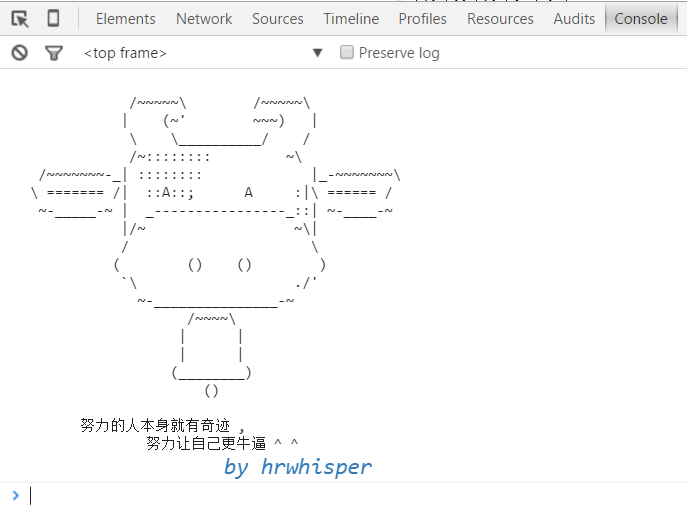 Elements Network Sources Timeline Profiles Resources Audits Console
<top frame> ▼ Preserve log
            /~~~~~\        /~~~~~\
           |    (~'        ~~~)   |
            \    \__________/    /
            /~::::::::         ~\
 /~~~~~~~-_| ::::::::             |_-~~~~~~~\
\ ======= /|  ::A::;      A     :|\ ====== /
 ~-_____-~ |  _----------------_::| ~-____-~
           |/~                  ~\|
           /                      \
          (        ()    ()        )
           `\                   ./'
             ~-_______________-~
                   /~~~~\
                  |      |
                  |      |
                 (________)
                     ()
努力的人本身就有奇迹 ,
努力让自己更牛逼 ^ ^
by hrwhisper
>